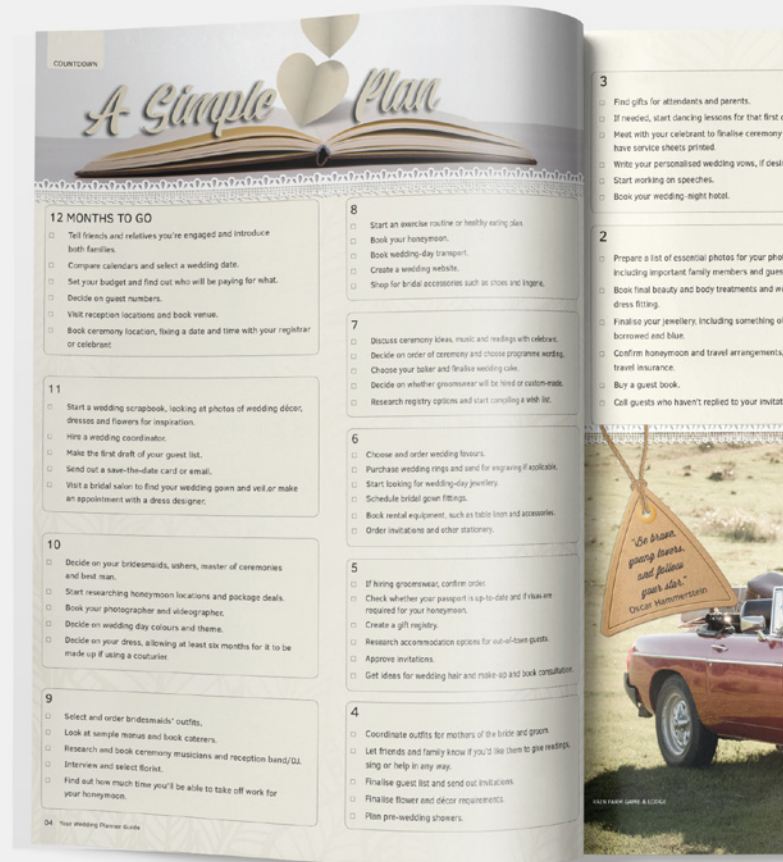 COUNTDOWN
A Simple Plan
12 MONTHS TO GO
Tell friends and relatives you're engaged and introduce
both families.
Compare calendars and select a wedding date.
Set your budget and find out who will be paying for what.
Decide on guest numbers.
Visit reception locations and book venue.
Book ceremony location, fixing a date and time with your registrar
or celebrant
11
Start a wedding scrapbook, looking at photos of wedding décor,
dresses and flowers for inspiration.
Hire a wedding coordinator.
Make the first draft of your guest list.
Send out a save-the-date card or email.
Visit a bridal salon to find your wedding gown and veil,or make
an appointment with a dress designer.
10
Decide on your bridesmaids, ushers, master of ceremonies
and best man.
Start researching honeymoon locations and package deals.
Book your photographer and videographer.
Decide on wedding day colours and theme.
Decide on your dress, allowing at least six months for it to be
made up if using a couturier.
9
Select and order bridesmaids' outfits.
Look at sample menus and book caterers.
Research and book ceremony musicians and reception band/DJ.
Interview and select florist.
Find out how much time you'll be able to take off work for
your honeymoon.
04 Your Wedding Planner Guide
8
Start an exercise routine or healthy eating plan.
Book your honeymoon.
Book wedding-day transport.
Create a wedding website.
Shop for bridal accessories such as shoes and lingerie.
7
Discuss ceremony ideas, music and readings with celebrant.
Decide on order of ceremony and choose programme wording.
Choose your baker and finalise wedding cake.
Decide on whether groomswear will be hired or custom-made.
Research registry options and start compiling a wish list.
6
Choose and order wedding favours.
Purchase wedding rings and send for engraving if applicable.
Start looking for wedding-day jewellery.
Schedule bridal gown fittings.
Book rental equipment, such as table linen and accessories.
Order invitations and other stationery.
5
If hiring groomswear, confirm order.
Check whether your passport is up-to-date and if visas are
required for your honeymoon.
Create a gift registry.
Research accommodation options for out-of-town guests.
Approve invitations.
Get ideas for wedding hair and make-up and book consultation.
4
Coordinate outfits for mothers of the bride and groom.
Let friends and family know if you'd like them to give readings,
sing or help in any way.
Finalise guest list and send out invitations.
Finalise flower and décor requirements.
Plan pre-wedding showers.
3
Find gifts for attendants and parents.
If needed, start dancing lessons for that first
Meet with your celebrant to finalise ceremony
have service sheets printed.
Write your personalised wedding vows, if
Start working on speeches.
Book your wedding-night hotel.
2
Prepare a list of essential photos for your
including important family members and
Book final beauty and body treatments and
dress fitting.
Finalise your jewellery, including something
borrowed and blue.
Confirm honeymoon and travel arrangements,
travel insurance.
Buy a guest book.
Call guests who haven't replied to your
"Be brave,
young lovers,
and follow
your star."
Oscar Hammerstein
FARM GAME & LODGE